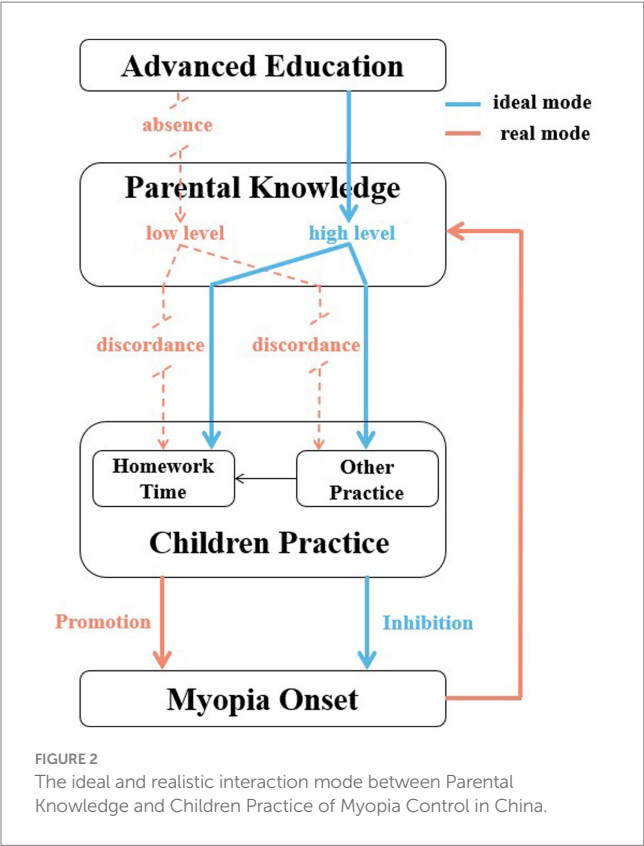 Advanced Education
ideal mode
real mode
absence
Parental Knowledge
low level
high level
discordance
discordance
Homework
Time
Other
Practice
Children Practice
Promotion
Inhibition
Myopia Onset
FIGURE 2
The ideal and realistic interaction mode between Parental
Knowledge and Children Practice of Myopia Control in China.